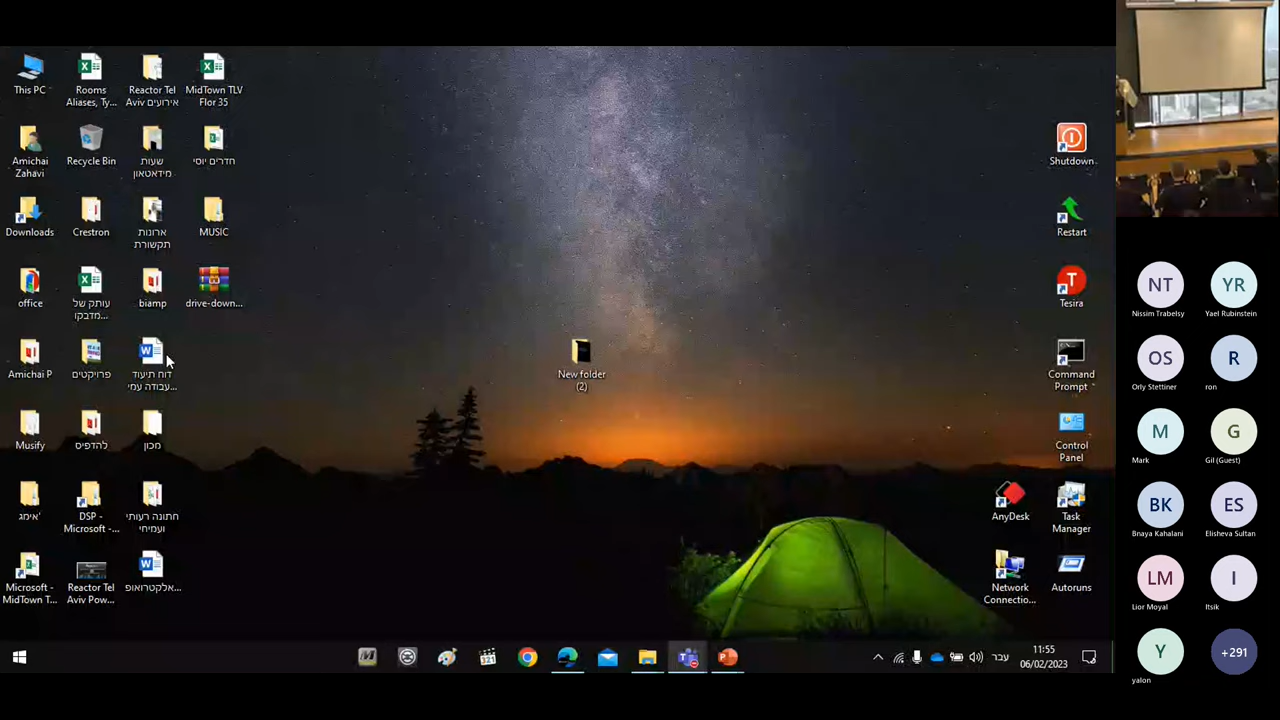 This PC
Rooms
Aliases, Ty...
Reactor Tel
Aviv אירועים
MidTown TLV
Flor 35
Amichai
Zahavi
Recycle Bin
שעות
מידאטאון
חדרים יוסי
Downloads
Crestron
ארונות
תקשורת
MUSIC
office
עותק של
מדבקו...
biamp
drive-down...
Amichai P
פרויקטים
דוח תיעוד
עבודה עמי...
Musify
להדפיס
מכון
אימג'
DSP -
Microsoft -...
חתונה רעותי
ועמיחי
Microsoft -
MidTown T...
Reactor Tel
Aviv Pow...
אלקטרואופ...
New folder
(2)
Shutdown
Restart
Tesira
Command
Prompt
Control
Panel
AnyDesk
Task
Manager
Network
Connectio...
Autoruns
עבר
11:55
06/02/2023
NT
Nissim Trabelsy
YR
Yael Rubinstein
OS
Orly Stettiner
R
ron
M
Mark
G
Gil (Guest)
BK
Bnaya Kahalani
ES
Elisheva Sultan
LM
Lior Moyal
I
Itsik
Y
yalon
+291